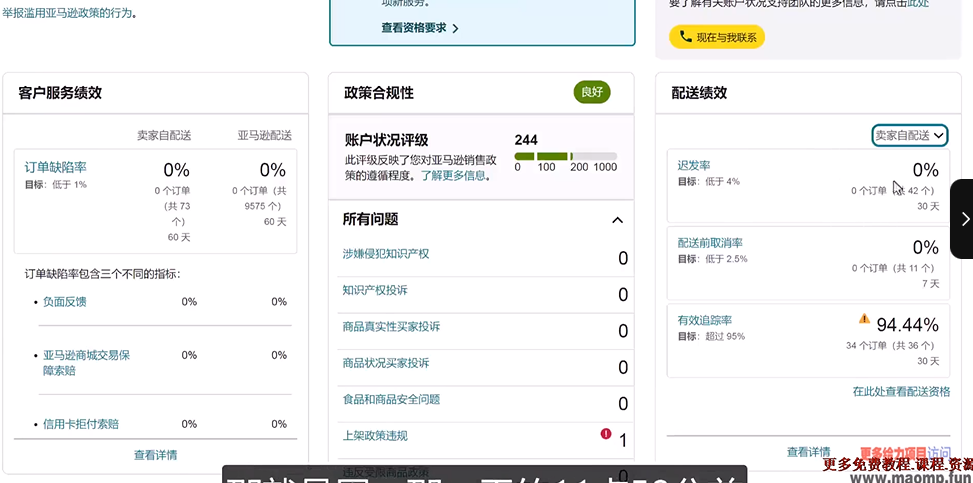 举报滥用亚马逊政策的行为。
项新服务。
查看资格要求
要了解有关账户状况支持团队的更多信息，请点击此处
现在与我联系
客户服务绩效
卖家自配送 亚马逊配送
订单缺陷率
目标：低于 1%
0%
0 个订单
（共 73
个）
60 天
0%
0 个订单（共
9575 个）
60 天
订单缺陷率包含三个不同的指标：
• 负面反馈 0% 0%
• 亚马逊商城交易保
障索赔
0% 0%
• 信用卡拒付索赔 0% 0%
查看详情
政策合规性 良好
账户状况评级
此评级反映了您对亚马逊销售政
策的遵循程度。了解更多信息。
244
0 100 200 1000
所有问题
涉嫌侵犯知识产权 0
知识产权投诉 0
商品真实性买家投诉 0
商品状况买家投诉 0
食品和商品安全问题 0
上架政策违规 1
违反受限商品政策 0
配送绩效
卖家自配送
迟发率
目标：低于 4%
0%
0 个订单（共 42 个）
30 天
配送前取消率
目标：低于 2.5%
0%
0 个订单（共 11 个）
7 天
有效追踪率
目标：超过 95%
94.44%
34 个订单（共 36 个）
30 天
在此处查看配送资格
查看详情
更多给力项目访问
更多免费教程.课程.资源
www.maomp.fun